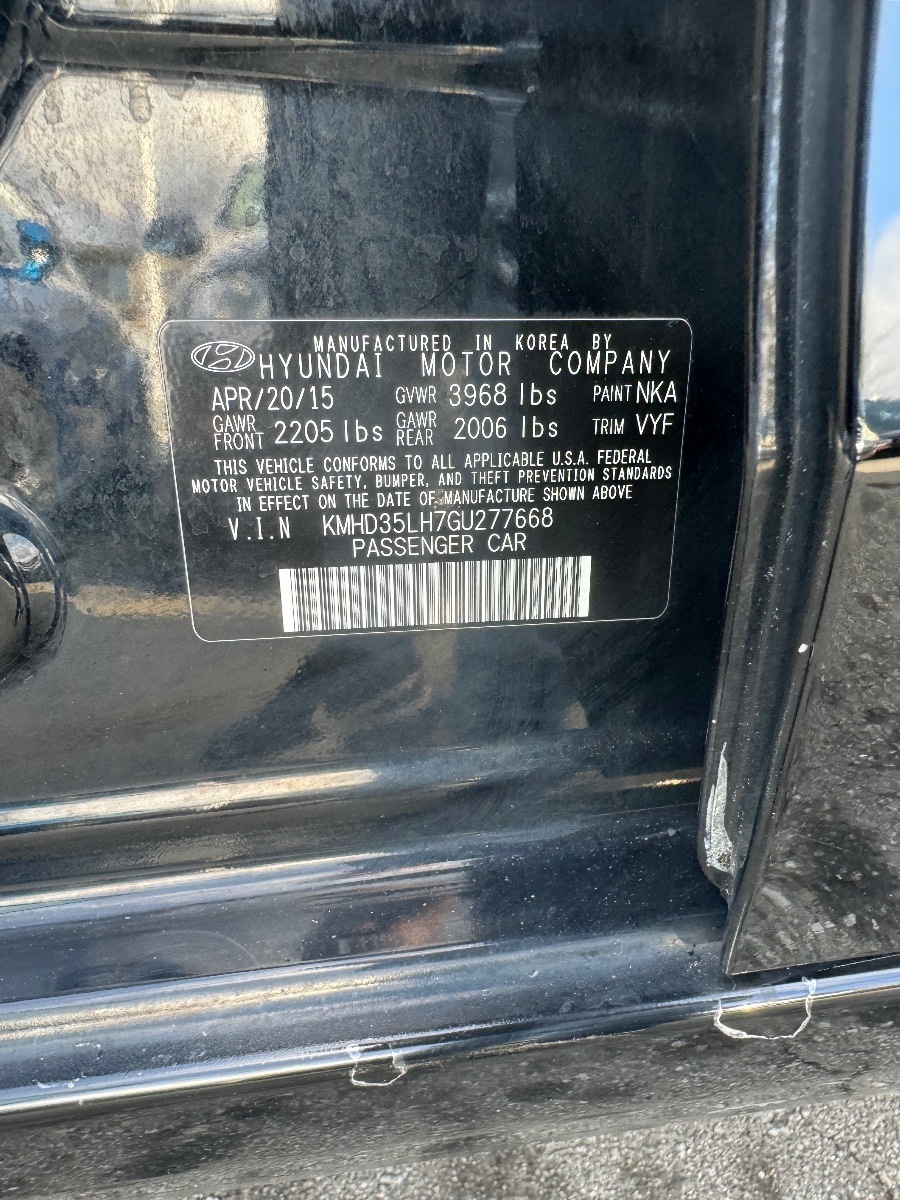 MANUFACTURED IN KOREA BY
HYUNDAI MOTOR COMPANY
APR/20/15 GVWR 3968 lbs PAINT NKA
GAWR FRONT 2205 lbs GAWR REAR 2006 lbs TRIM VYF
THIS VEHICLE CONFORMS TO ALL APPLICABLE U.S.A. FEDERAL
MOTOR VEHICLE SAFETY, BUMPER, AND THEFT PREVENTION STANDARDS
IN EFFECT ON THE DATE OF MANUFACTURE SHOWN ABOVE
V.I.N KMHD35LH7GU277668
PASSENGER CAR